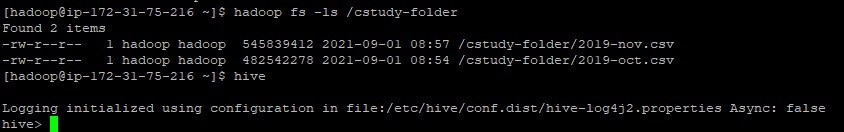 [hadoop@ip-172-31-75-216 ~]$ hadoop fs -ls /cstudy-folder
Found 2 items
-rw-r--r--   1 hadoop hadoop  545839412 2021-09-01 08:57 /cstudy-folder/2019-nov.csv
-rw-r--r--   1 hadoop hadoop  482542278 2021-09-01 08:54 /cstudy-folder/2019-oct.csv
[hadoop@ip-172-31-75-216 ~]$ hive
Logging initialized using configuration in file:/etc/hive/conf.dist/hive-log4j2.properties Async: false
hive>